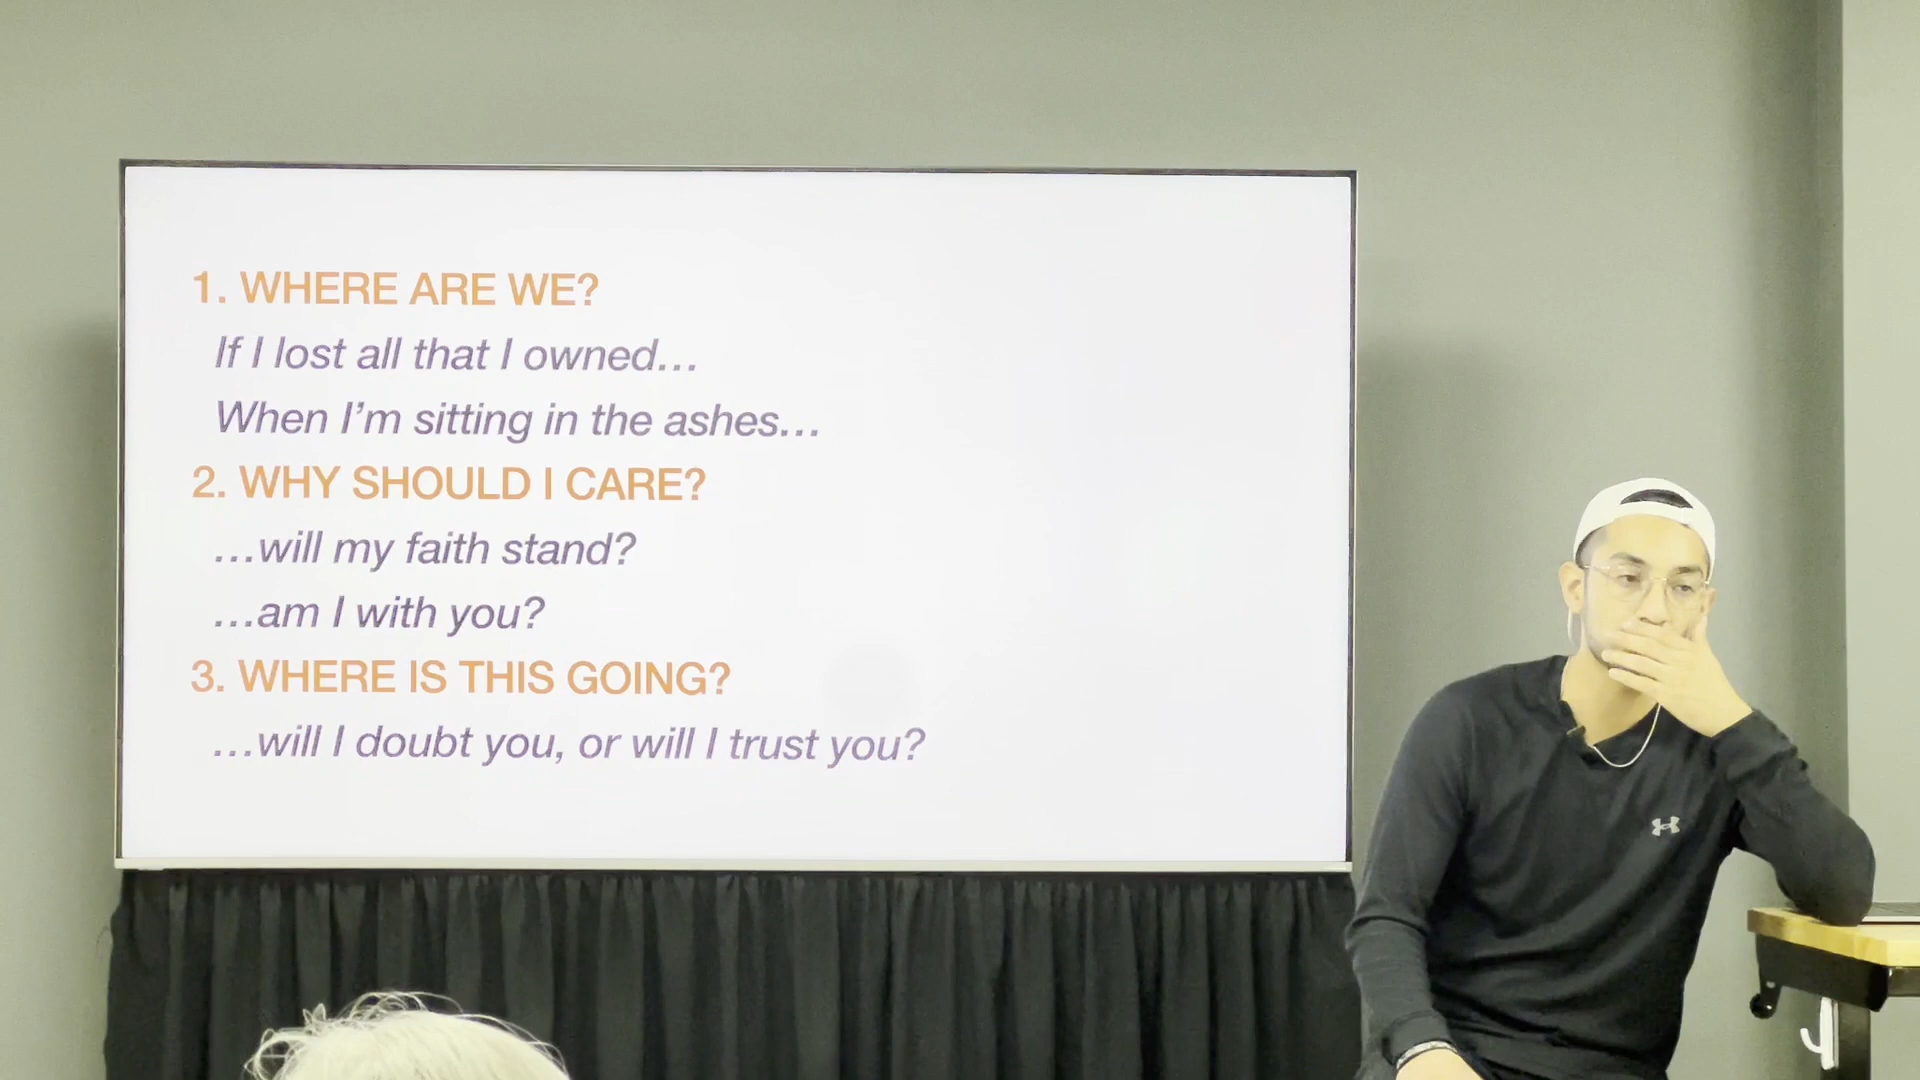 1. WHERE ARE WE?
If I lost all that I owned…
When I’m sitting in the ashes…
2. WHY SHOULD I CARE?
…will my faith stand?
…am I with you?
3. WHERE IS THIS GOING?
…will I doubt you, or will I trust you?